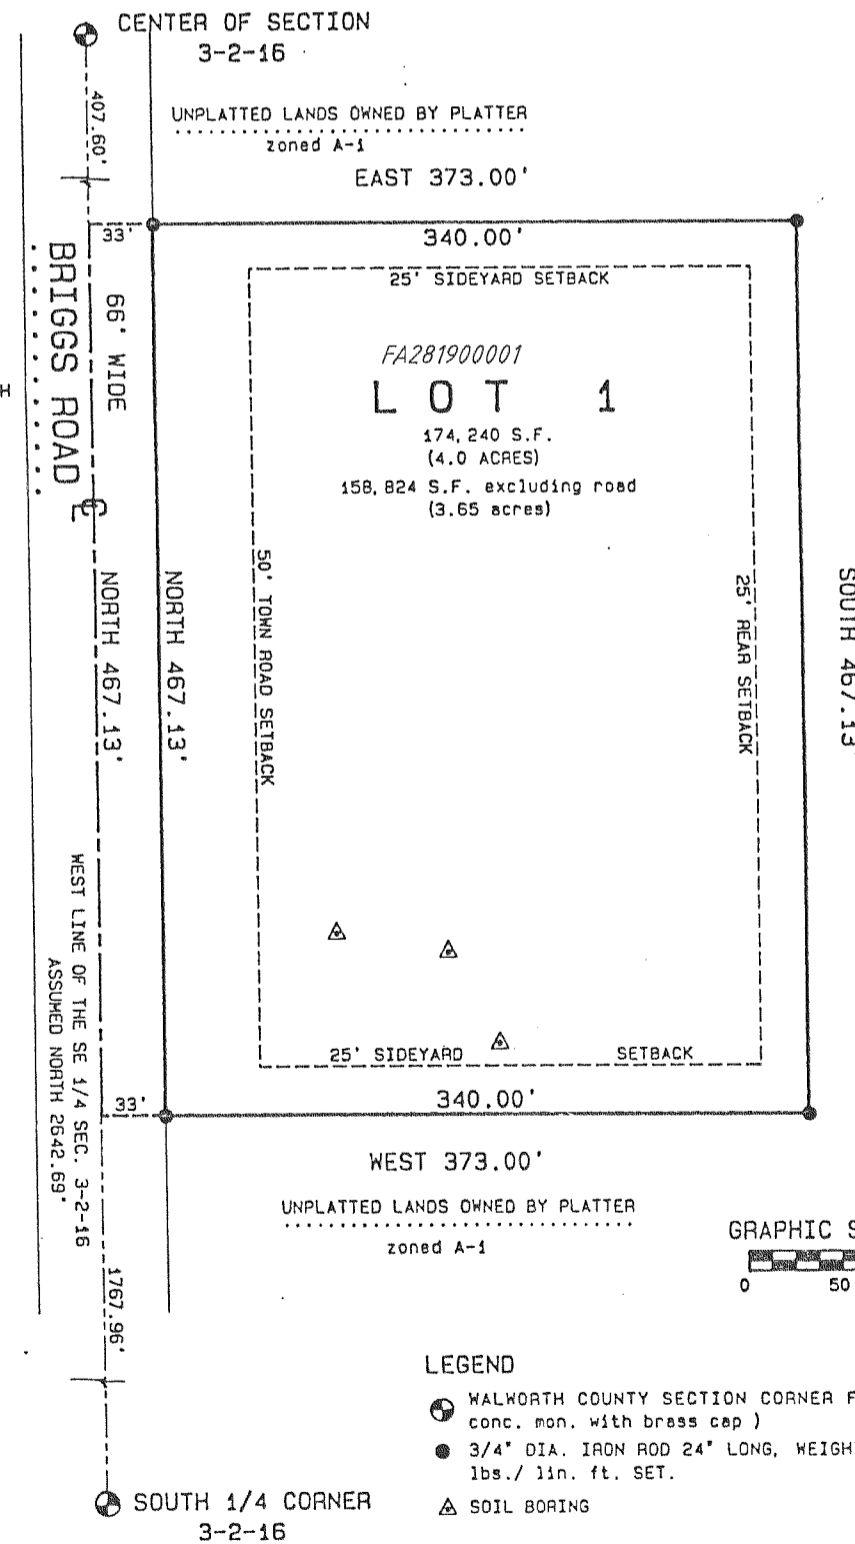 CENTER OF SECTION
3-2-16
407.60'
UNPLATTED LANDS OWNED BY PLATTER
zoned A-1
EAST 373.00'
33'
340.00'
25' SIDEYARD SETBACK
BRIGGS ROAD
66' WIDE
H
FA281900001
LOT 1
174,240 S.F.
(4.0 ACRES)
158,824 S.F. excluding road
(3.65 acres)
NORTH 467.13'
NORTH 467.13'
50' TOWN ROAD SETBACK
25' REAR SETBACK
SOUTH 467.13'
WEST LINE OF THE SE 1/4 SEC. 3-2-16
ASSUMED NORTH 2642.69'
25' SIDEYARD SETBACK
33'
340.00'
WEST 373.00'
UNPLATTED LANDS OWNED BY PLATTER
zoned A-1
1767.96'
GRAPHIC S
0 50
LEGEND
WALWORTH COUNTY SECTION CORNER F
conc. mon. with brass cap )
3/4" DIA. IRON ROD 24" LONG, WEIGH
lbs./ lin. ft. SET.
SOIL BORING
SOUTH 1/4 CORNER
3-2-16